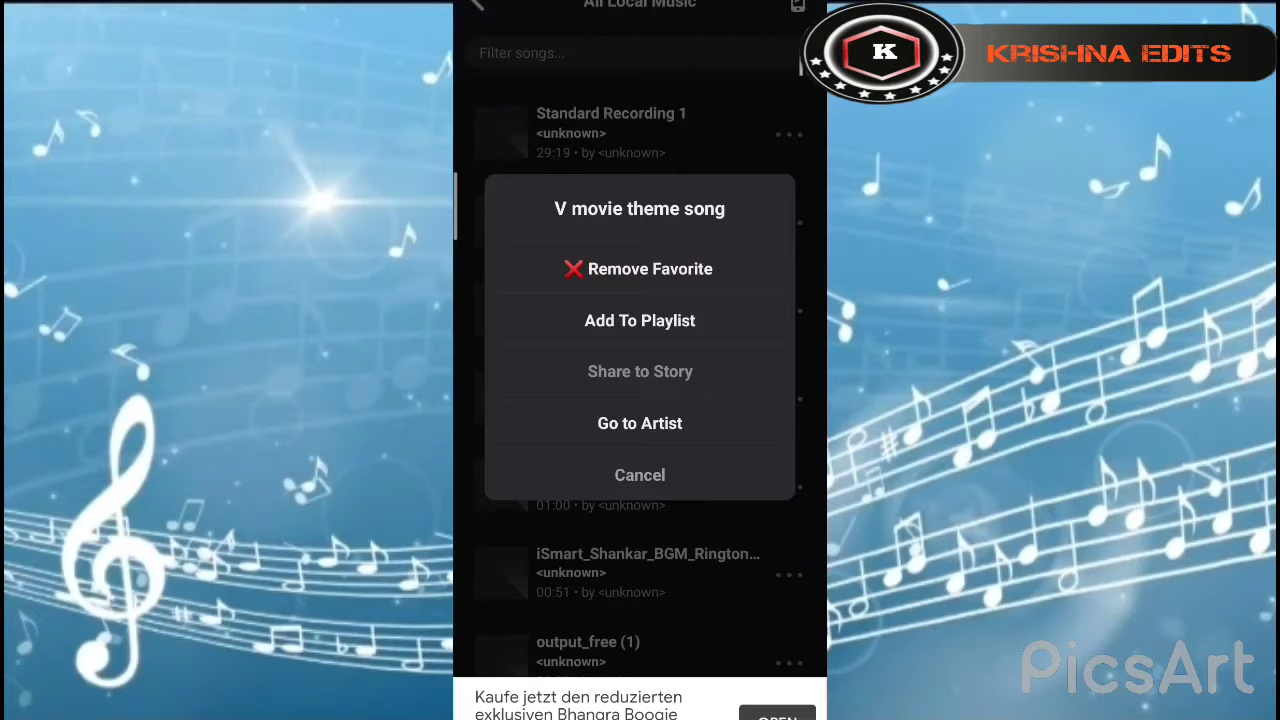 All Local Music
Filter songs...
K
KRISHNA EDITS
Standard Recording 1
<unknown>
29:19 • by <unknown>
V movie theme song
❌ Remove Favorite
Add To Playlist
Share to Story
Go to Artist
Cancel
01:00 • by <unknown>
iSmart_Shankar_BGM_Rington...
<unknown>
00:51 • by <unknown>
output_free (1)
<unknown>
PicsArt
Kaufe jetzt den reduzierten
exklusiven Bhangra Boogie
OPEN